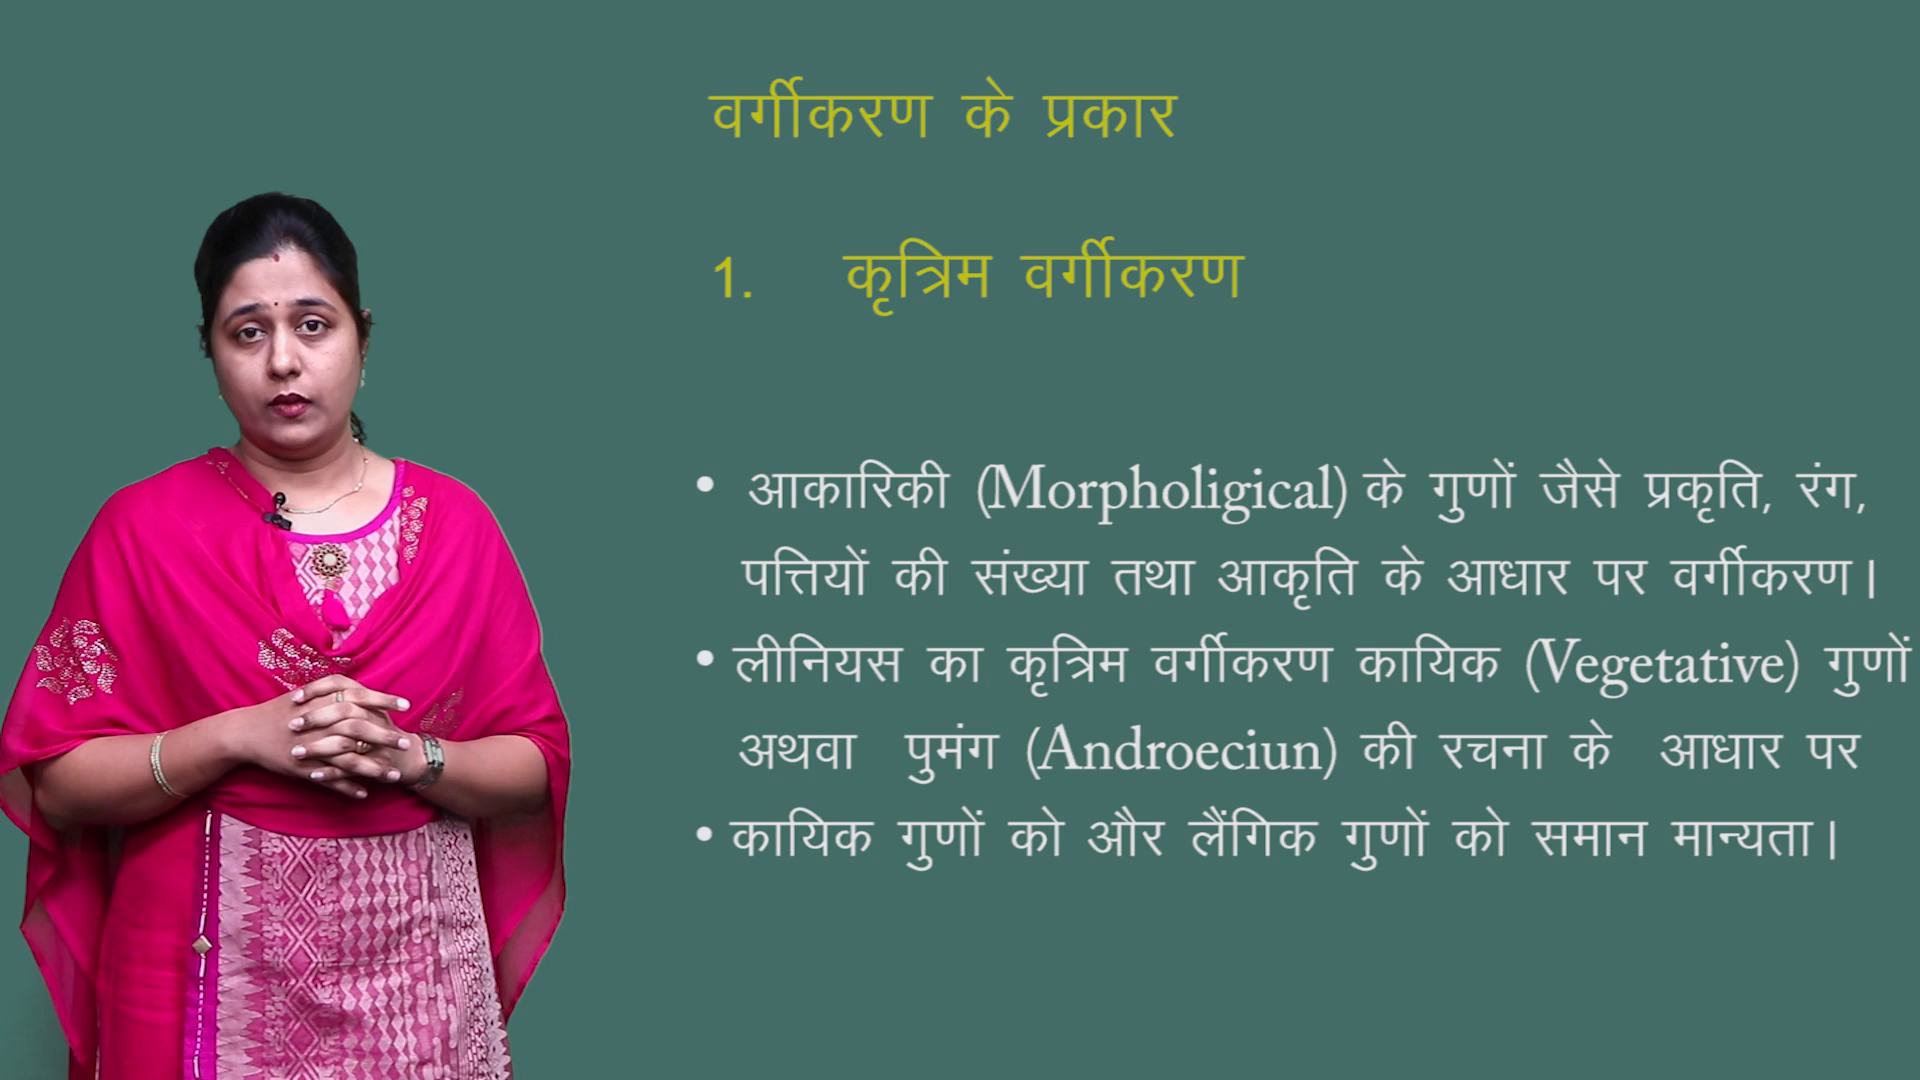 वर्गीकरण के प्रकार
1. कृत्रिम वर्गीकरण
• आकारिकी (Morpholigical) के गुणों जैसे प्रकृति, रंग,
पत्तियों की संख्या तथा आकृति के आधार पर वर्गीकरण।
• लीनियस का कृत्रिम वर्गीकरण कायिक (Vegetative) गुणों
अथवा पुमंग (Androeciun) की रचना के आधार पर
• कायिक गुणों को और लैंगिक गुणों को समान मान्यता।